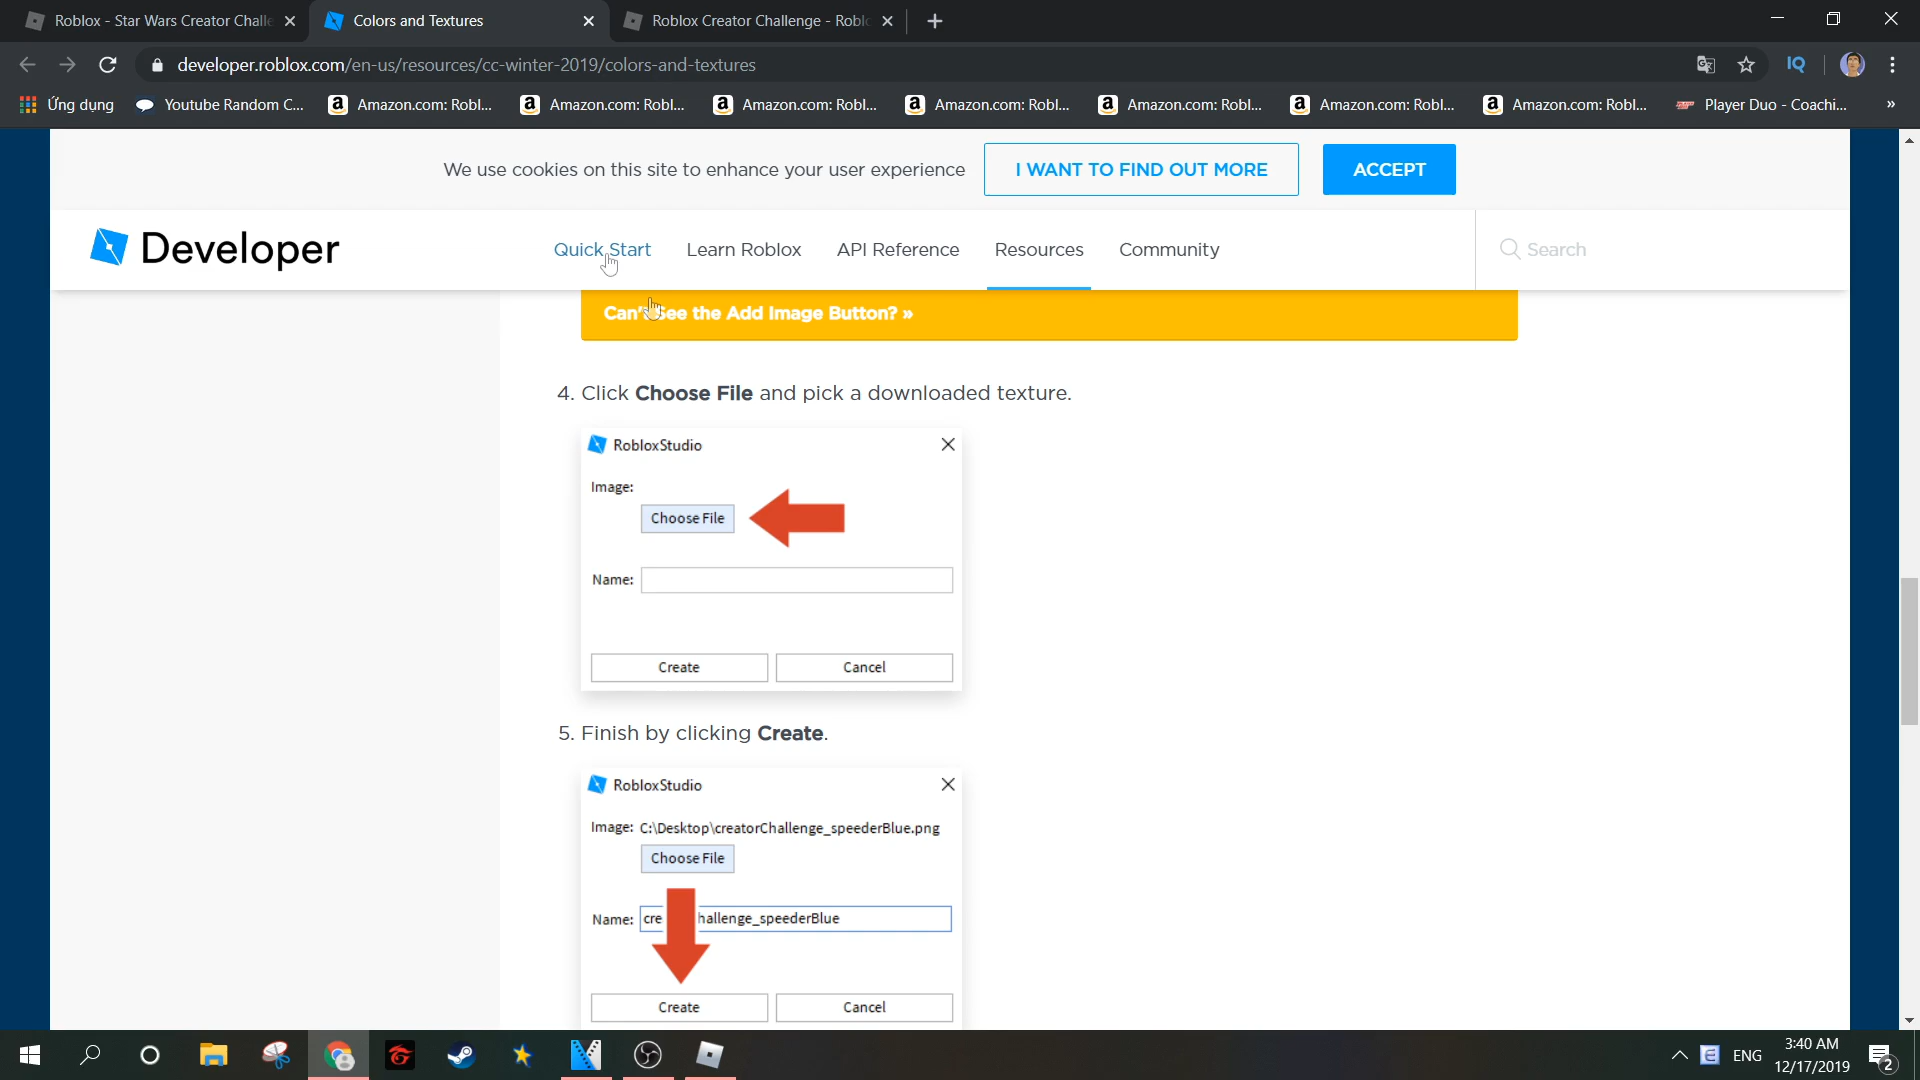 Roblox - Star Wars Creator Challe
Colors and Textures
Roblox Creator Challenge - Roblo
developer.roblox.com/en-us/resources/cc-winter-2019/colors-and-textures
IQ
Ứng dụng
Youtube Random C...
Amazon.com: Robl...
Amazon.com: Robl...
Amazon.com: Robl...
Amazon.com: Robl...
Amazon.com: Robl...
Amazon.com: Robl...
Amazon.com: Robl...
Player Duo - Coachi...
»
We use cookies on this site to enhance your user experience
I WANT TO FIND OUT MORE
ACCEPT
Developer
Quick Start
Learn Roblox
API Reference
Resources
Community
Search
Can't See the Add Image Button? »
4. Click Choose File and pick a downloaded texture.
RobloxStudio
Image:
Choose File
Name:
Create
Cancel
5. Finish by clicking Create.
RobloxStudio
Image: C:\Desktop\creatorChallenge_speederBlue.png
Choose File
Name: cre hallenge_speederBlue
Create
Cancel
ENG
3:40 AM
12/17/2019
2